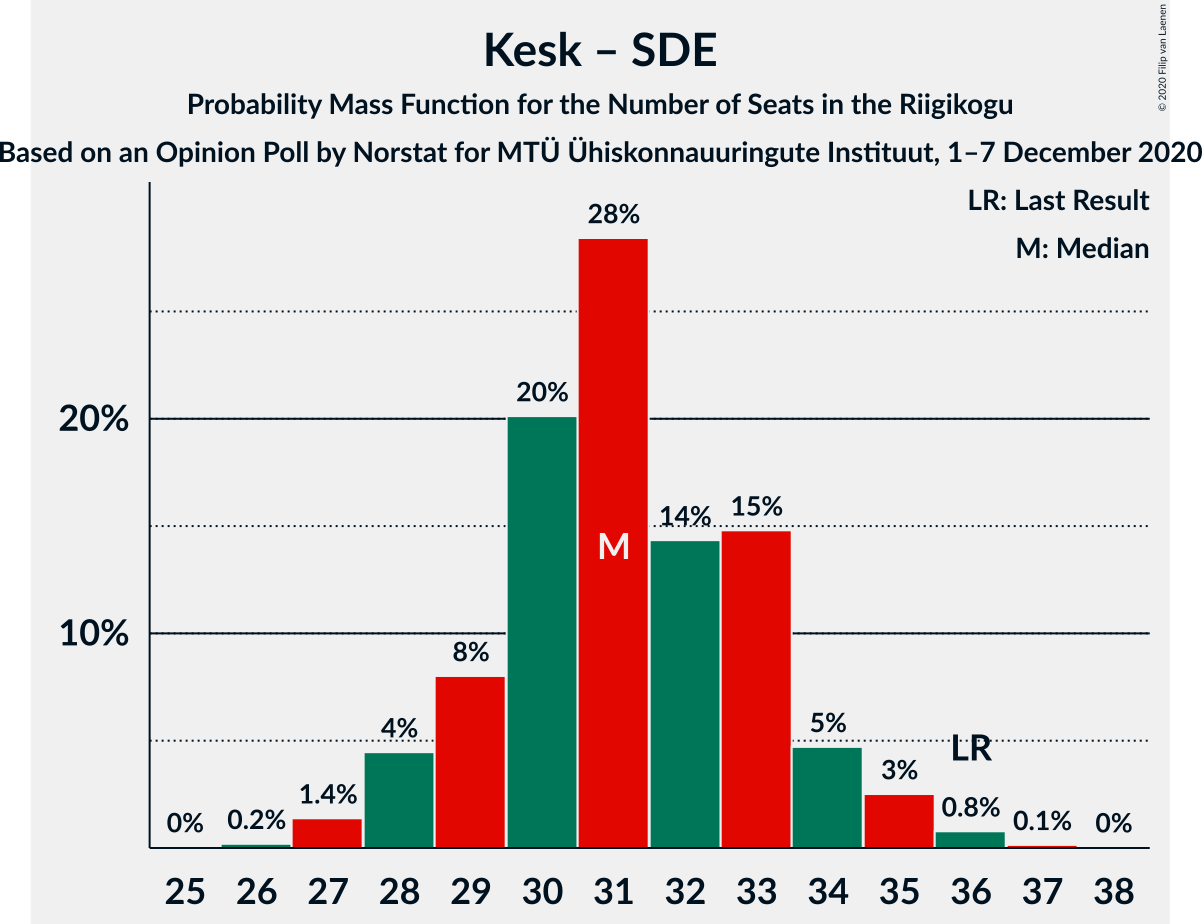 Kesk – SDE
Probability Mass Function for the Number of Seats in the Riigikogu
Based on an Opinion Poll by Norstat for MTÜ Ühiskonnauuringute Instituut, 1–7 December 2020
© 2020 Filip van Laenen
LR: Last Result
M: Median
28%
20%
20%
15%
14%
M
10%
8%
5%
4%
LR
3%
1.4%
0.8%
0.2%
0.1%
0%
0%
25 26 27 28 29 30 31 32 33 34 35 36 37 38